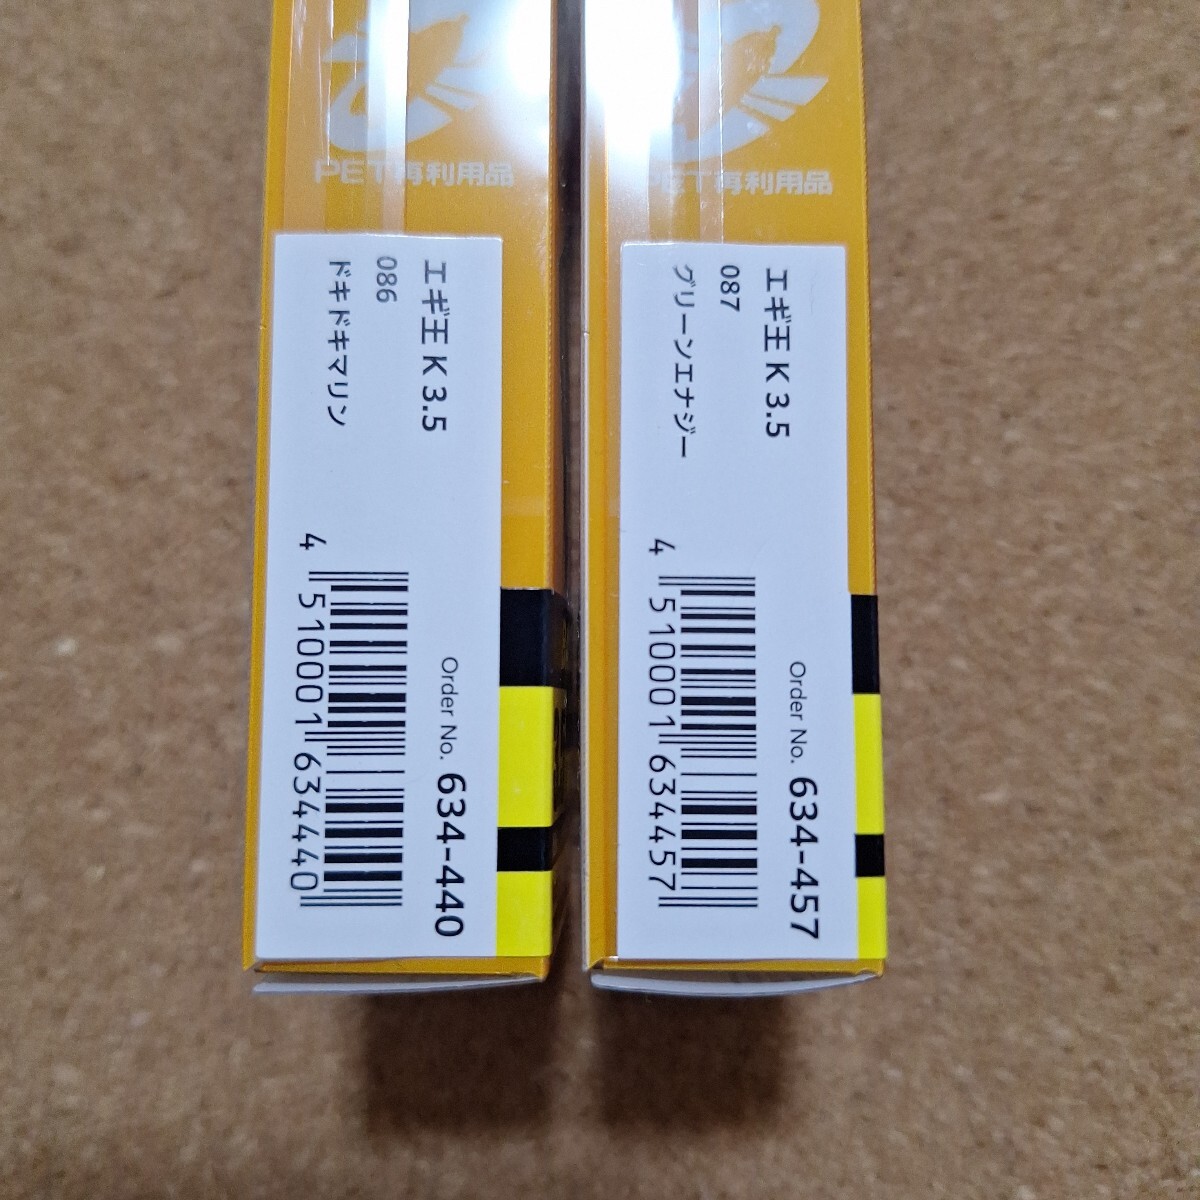 PET再利用品
エギ王 K 3.5
086
ドキドキマリン
Order No. 634-440
4 510001 634440
PET再利用品
エギ王 K 3.5
087
グリーンエナジー
Order No. 634-457
4 510001 634457